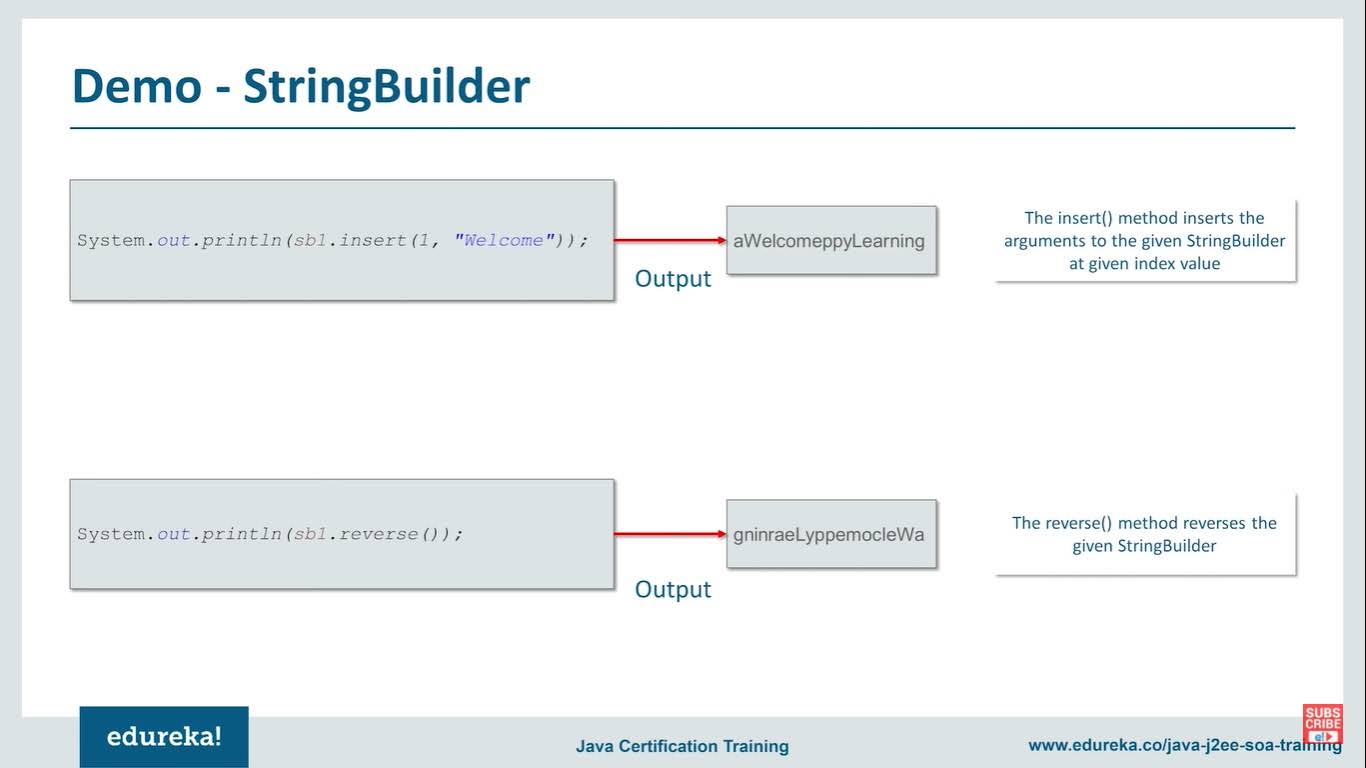 Demo - StringBuilder
System.out.println(sb1.insert(1, "Welcome"));
Output
aWelcomeppyLearning
The insert() method inserts the
arguments to the given StringBuilder
at given index value
System.out.println(sb1.reverse());
Output
gninraeLyppemocleWa
The reverse() method reverses the
given StringBuilder
edureka!
Java Certification Training
www.edureka.co/java-j2ee-soa-training
SUBS
CRIBE
e!